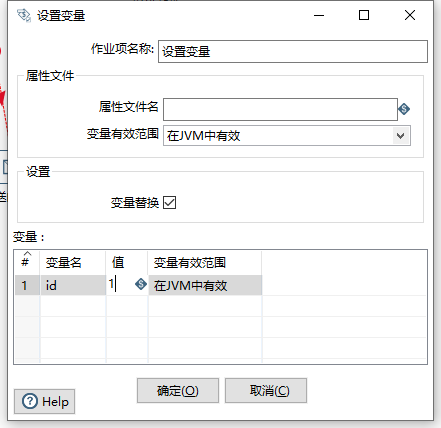 设置变量
作业项名称: 设置变量
属性文件
属性文件名
变量有效范围 在JVM中有效
设置
变量替换
变量：
# 变量名 值 变量有效范围
1 id 1 在JVM中有效
确定(O) 取消(C)
Help